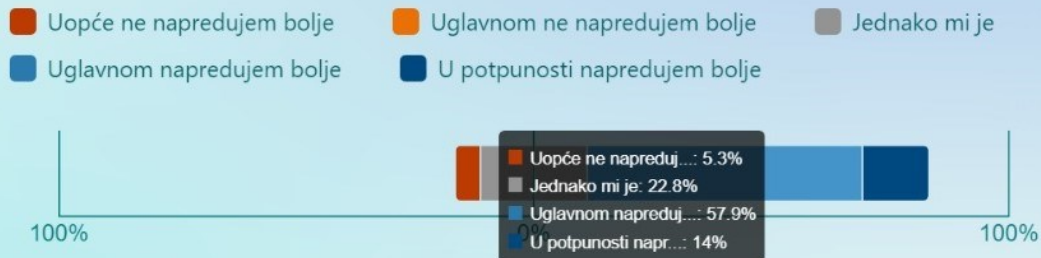 Uopće ne napredujem bolje Uglavnom ne napredujem bolje Jednako mi je
Uglavnom napredujem bolje U potpunosti napredujem bolje
Uopće ne napreduj...: 5.3%
Jednako mi je: 22.8%
Uglavnom napreduj...: 57.9%
U potpunosti napr...: 14%
100% 0% 100%